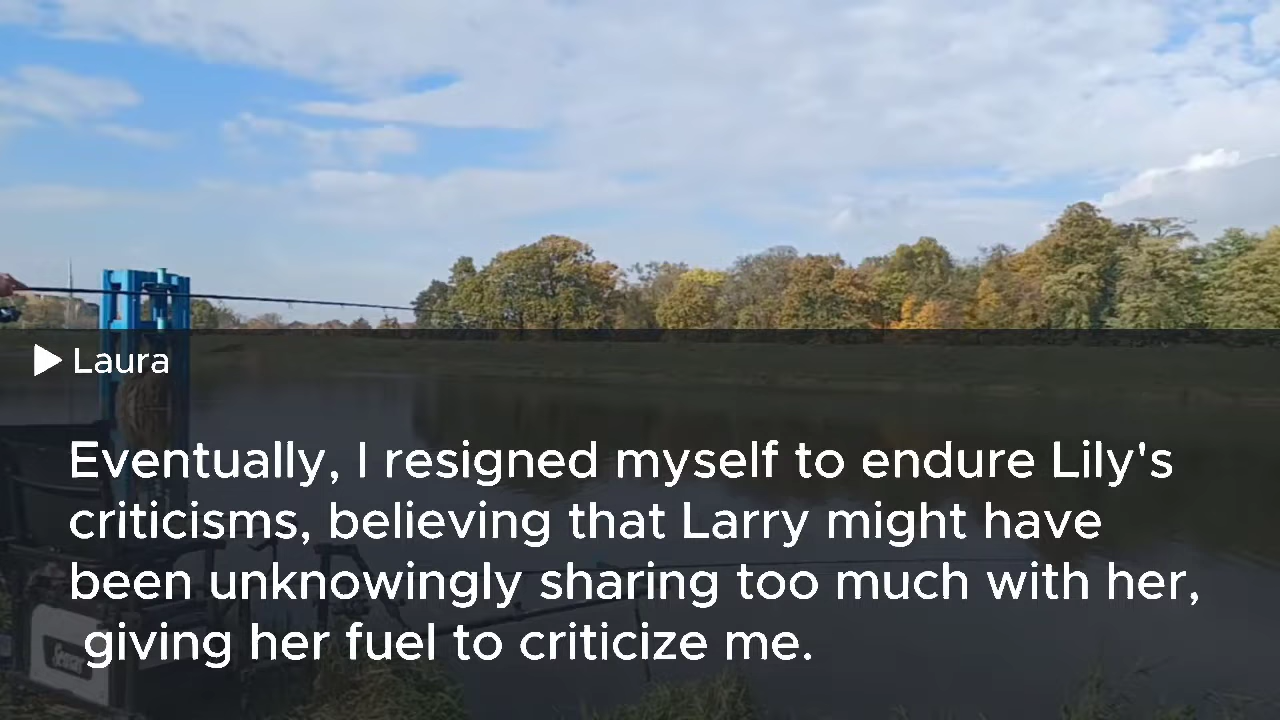 Laura
Eventually, I resigned myself to endure Lily's
criticisms, believing that Larry might have
been unknowingly sharing too much with her,
giving her fuel to criticize me.